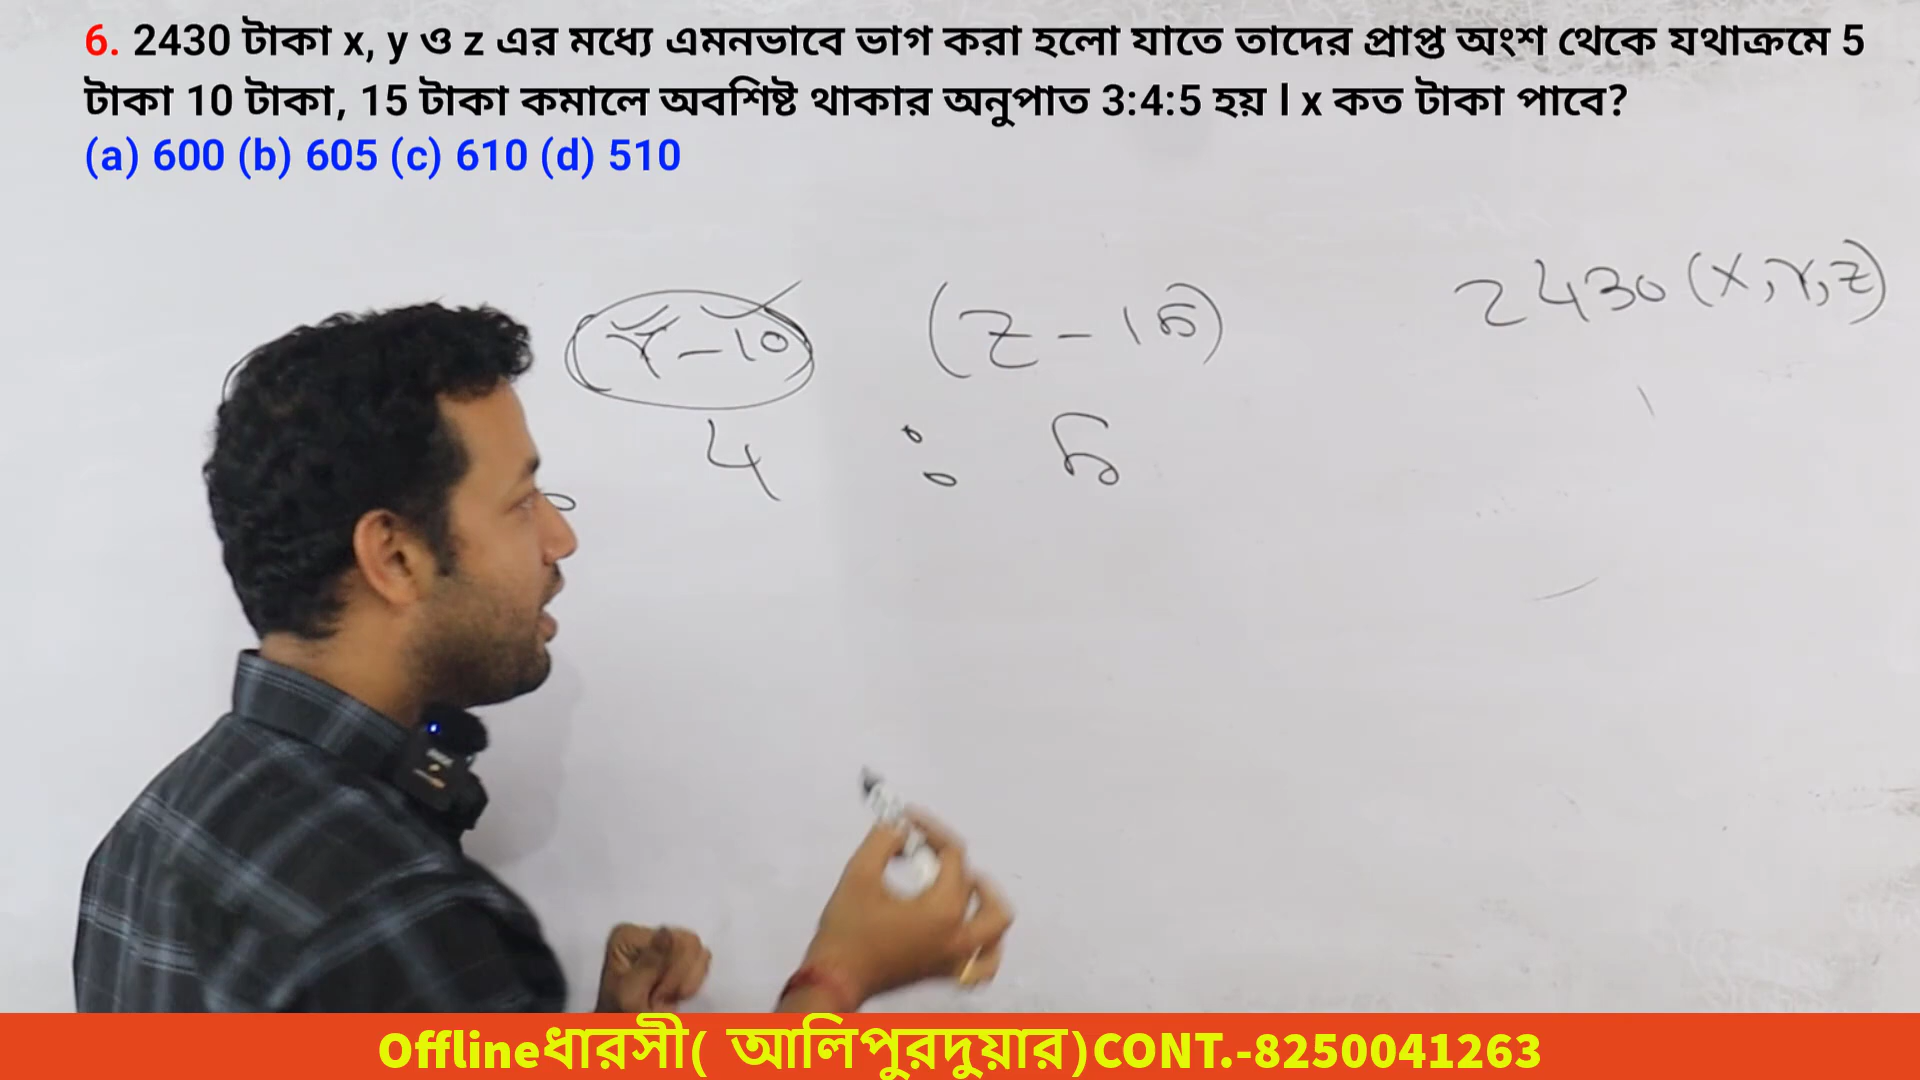 6. 2430 টাকা x, y ও z এর মধ্যে এমনভাবে ভাগ করা হলো যাতে তাদের প্রাপ্ত অংশ থেকে যথাক্রমে 5
টাকা 10 টাকা, 15 টাকা কমালে অবশিষ্ট থাকার অনুপাত 3:4:5 হয় l x কত টাকা পাবে?
(a) 600 (b) 605 (c) 610 (d) 510
2430 (x, y, z)
(y - 10) (z - 15)
4 : 5
Offlineধারসী( আলিপুরদুয়ার)CONT.-8250041263